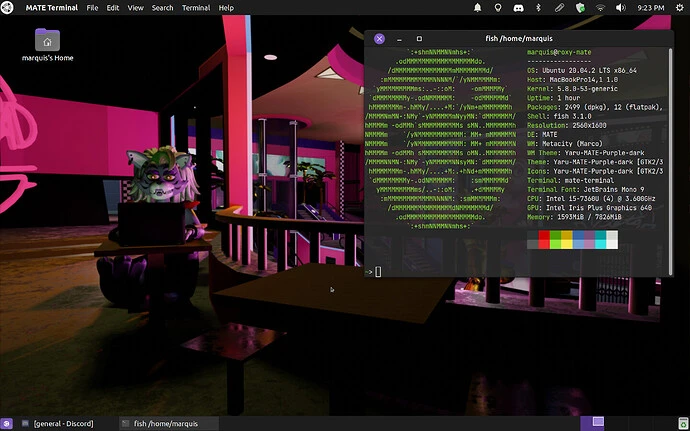 MATE Terminal File Edit View Search Terminal Help 9:23 PM
marquis's Home
fish /home/marquis
marquis@roxy-mate
-----------------
OS: Ubuntu 20.04.2 LTS x86_64
Host: MacBookPro14,1 1.0
Kernel: 5.8.0-53-generic
Uptime: 1 hour
Packages: 2499 (dpkg), 12 (flatpak),
Shell: fish 3.1.0
Resolution: 2560x1600
DE: MATE
WM: Metacity (Marco)
WM Theme: Yaru-MATE-Purple-dark
Theme: Yaru-MATE-Purple-dark [GTK2/3
Icons: Yaru-MATE-Purple-dark [GTK2/3
Terminal: mate-terminal
Terminal Font: JetBrains Mono 9
CPU: Intel i5-7360U (4) @ 3.600GHz
GPU: Intel Iris Plus Graphics 640
Memory: 1593MiB / 7826MiB
~>
[general - Discord] fish /home/marquis